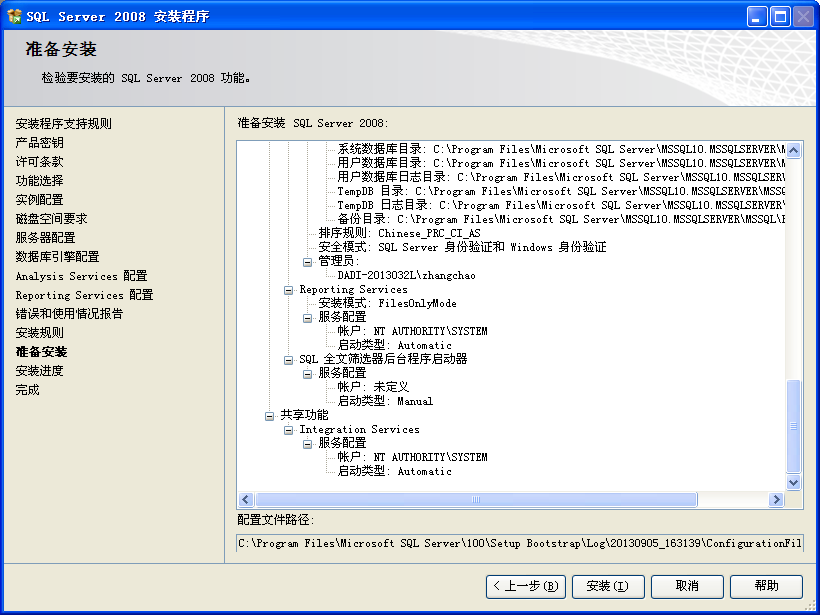 SQL Server 2008 安装程序
准备安装
检验要安装的 SQL Server 2008 功能。
安装程序支持规则
产品密钥
许可条款
功能选择
实例配置
磁盘空间要求
服务器配置
数据库引擎配置
Analysis Services 配置
Reporting Services 配置
错误和使用情况报告
安装规则
准备安装
安装进度
完成
准备安装 SQL Server 2008:
系统数据库目录: C:\Program Files\Microsoft SQL Server\MSSQL10.MSSQLSERVER\
用户数据库目录: C:\Program Files\Microsoft SQL Server\MSSQL10.MSSQLSERVER\
用户数据库日志目录: C:\Program Files\Microsoft SQL Server\MSSQL10.MSSQLSER
TempDB 目录: C:\Program Files\Microsoft SQL Server\MSSQL10.MSSQLSERVER\MSS
TempDB 日志目录: C:\Program Files\Microsoft SQL Server\MSSQL10.MSSQLSERVER
备份目录: C:\Program Files\Microsoft SQL Server\MSSQL10.MSSQLSERVER\MSSQL\
排序规则: Chinese_PRC_CI_AS
安全模式: SQL Server 身份验证和 Windows 身份验证
管理员:
DADI-2013032L\zhangchao
Reporting Services
安装模式: FilesOnlyMode
服务配置
帐户: NT AUTHORITY\SYSTEM
启动类型: Automatic
SQL 全文筛选器后台程序启动器
服务配置
帐户: 未定义
启动类型: Manual
共享功能
Integration Services
服务配置
帐户: NT AUTHORITY\SYSTEM
启动类型: Automatic
配置文件路径:
C:\Program Files\Microsoft SQL Server\100\Setup Bootstrap\Log\20130905_163139\ConfigurationFil
< 上一步(B) 安装(I) 取消 帮助